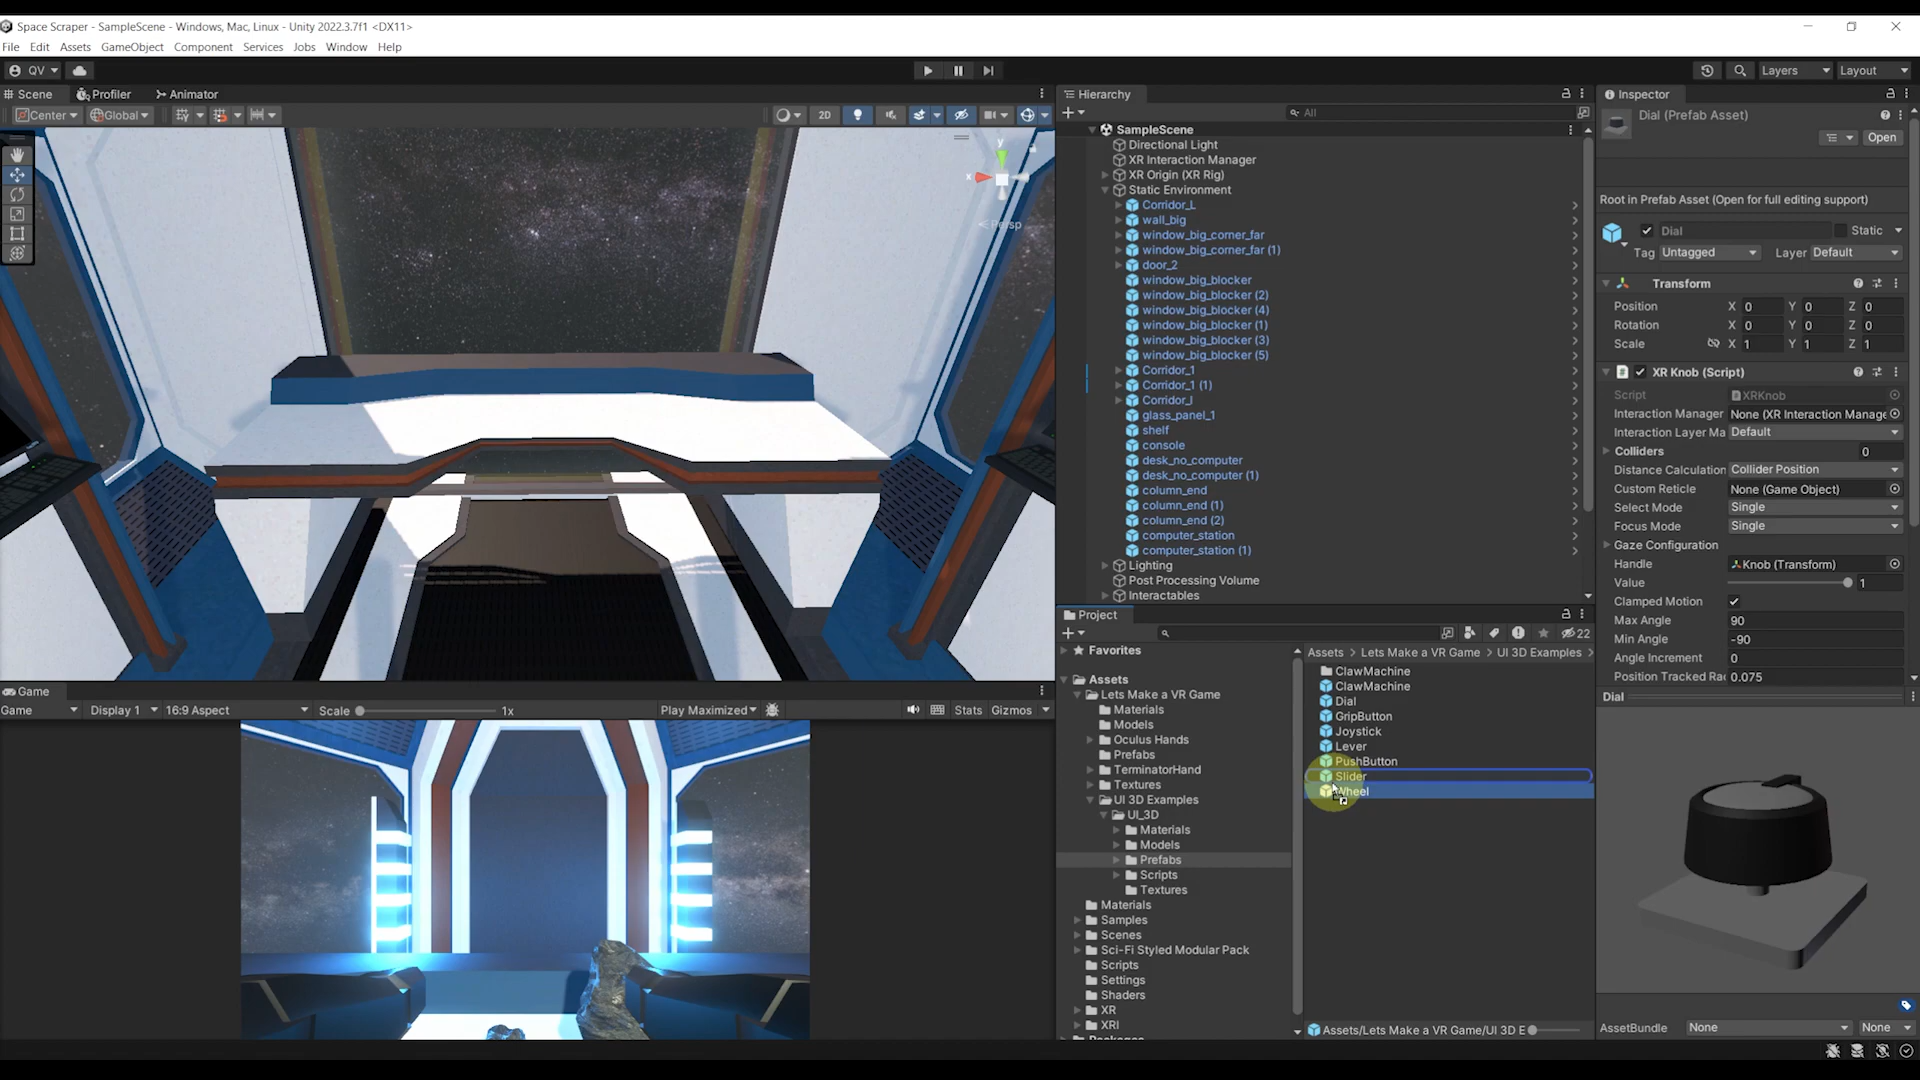 Space Scraper - SampleScene - Windows, Mac, Linux - Unity 2022.3.7f1 <DX11>
File Edit Assets GameObject Component Services Jobs Window Help
QV Layers Layout
Scene Profiler Animator
Center Global 2D
y
x
Persp
Game
Game Display 1 16:9 Aspect Scale 1x Play Maximized Stats Gizmos
Hierarchy
All
SampleScene
Directional Light
XR Interaction Manager
XR Origin (XR Rig)
Static Environment
Corridor_L
wall_big
window_big_corner_far
window_big_corner_far (1)
door_2
window_big_blocker
window_big_blocker (2)
window_big_blocker (4)
window_big_blocker (1)
window_big_blocker (3)
window_big_blocker (5)
Corridor_1
Corridor_1 (1)
Corridor_I
glass_panel_1
shelf
console
desk_no_computer
desk_no_computer (1)
column_end
column_end (1)
column_end (2)
computer_station
computer_station (1)
Lighting
Post Processing Volume
Interactables
Project
22
Favorites
Assets
Lets Make a VR Game
Materials
Models
Oculus Hands
Prefabs
TerminatorHand
Textures
UI 3D Examples
UI_3D
Materials
Models
Prefabs
Scripts
Textures
Materials
Samples
Scenes
Sci-Fi Styled Modular Pack
Scripts
Settings
Shaders
XR
XRI
Packages
Assets > Lets Make a VR Game > UI 3D Examples >
ClawMachine
ClawMachine
Dial
GripButton
Joystick
Lever
PushButton
Slider
Wheel
Assets/Lets Make a VR Game/UI 3D E
Inspector
Dial (Prefab Asset)
Open
Root in Prefab Asset (Open for full editing support)
Dial Static
Tag Untagged Layer Default
Transform
Position X 0 Y 0 Z 0
Rotation X 0 Y 0 Z 0
Scale X 1 Y 1 Z 1
XR Knob (Script)
Script XRKnob
Interaction Manager None (XR Interaction Manage
Interaction Layer Ma Default
Colliders 0
Distance Calculation Collider Position
Custom Reticle None (Game Object)
Select Mode Single
Focus Mode Single
Gaze Configuration
Handle Knob (Transform)
Value 1
Clamped Motion
Max Angle 90
Min Angle -90
Angle Increment 0
Position Tracked Ra 0.075
Dial
AssetBundle None None